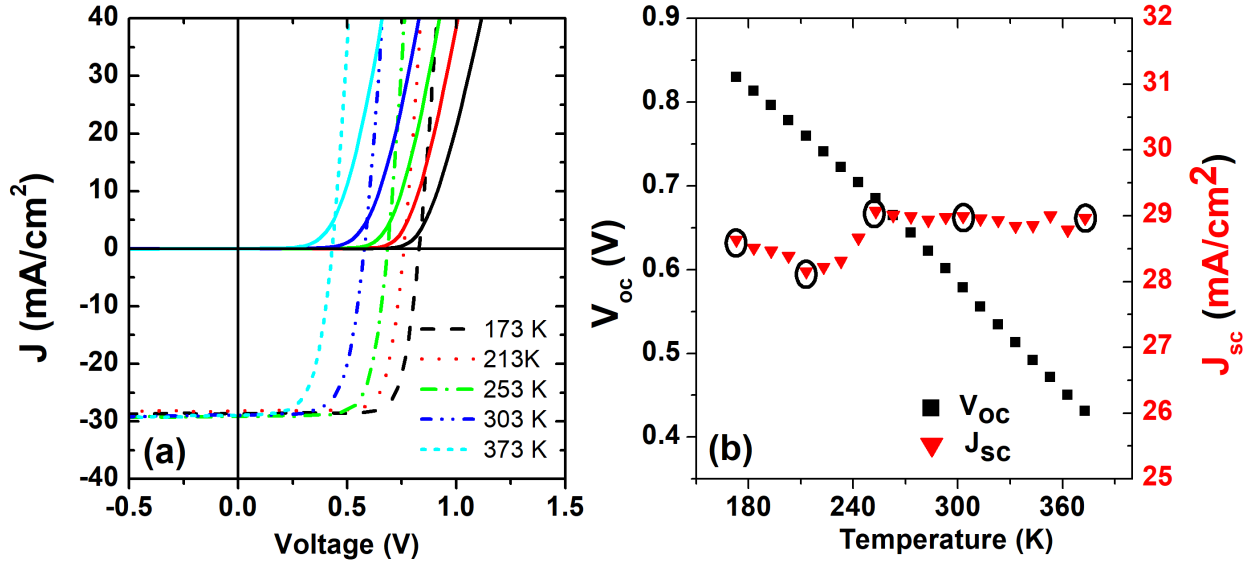 40
30
20
10
0
-10
-20
-30
-40
J (mA/cm²)
173 K
213K
253 K
303 K
373 K
(a)
-0.5
0.0
0.5
1.0
1.5
Voltage (V)
0.9
0.8
0.7
0.6
0.5
0.4
Voc (V)
32
31
30
29
28
27
26
25
Jsc (mA/cm²)
VOC
JSC
(b)
180
240
300
360
Temperature (K)